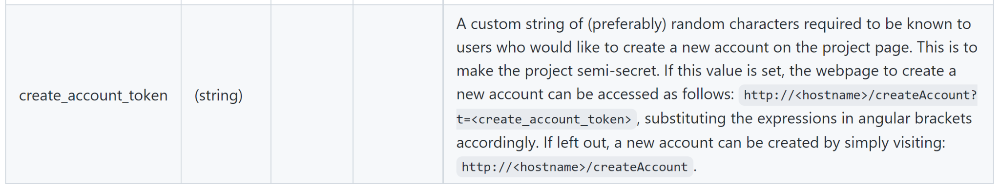 create_account_token
(string)
A custom string of (preferably) random characters required to be known to
users who would like to create a new account on the project page. This is to
make the project semi-secret. If this value is set, the webpage to create a
new account can be accessed as follows: http://<hostname>/createAccount?
t=<create_account_token> , substituting the expressions in angular brackets
accordingly. If left out, a new account can be created by simply visiting:
http://<hostname>/createAccount .